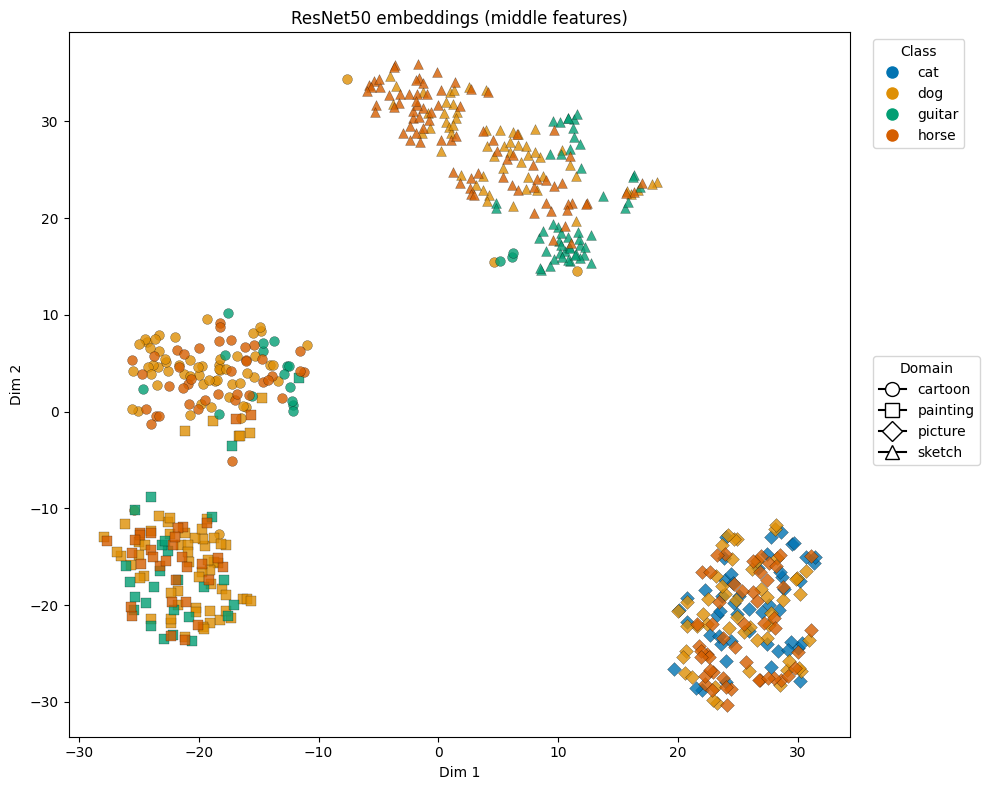 ResNet50 embeddings (middle features)
Class
cat
dog
guitar
horse
Domain
cartoon
painting
picture
sketch
Dim 2
30
20
10
0
−10
−20
−30
−30
−20
−10
0
10
20
30
Dim 1